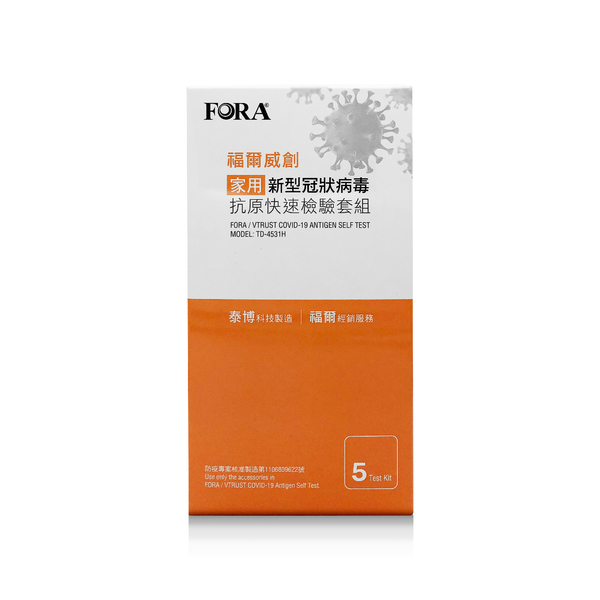 FORA®
福爾威創
家用 新型冠狀病毒
抗原快速檢驗套組
FORA / VTRUST COVID-19 ANTIGEN SELF TEST
MODEL: TD-4531H
泰博科技製造 | 福爾經銷服務
防疫專案核准製造第1106809622號
Use only the accessories in
FORA / VTRUST COVID-19 Antigen Self Test.
5 Test Kit